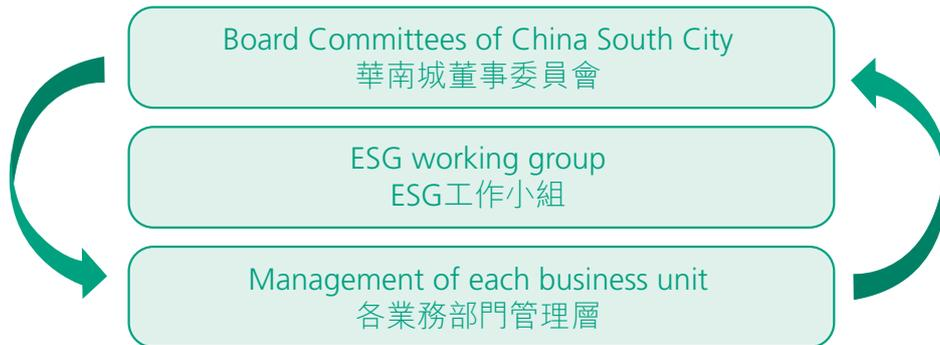 Board Committees of China South City
華南城董事委員會
ESG working group
ESG工作小組
Management of each business unit
各業務部門管理層